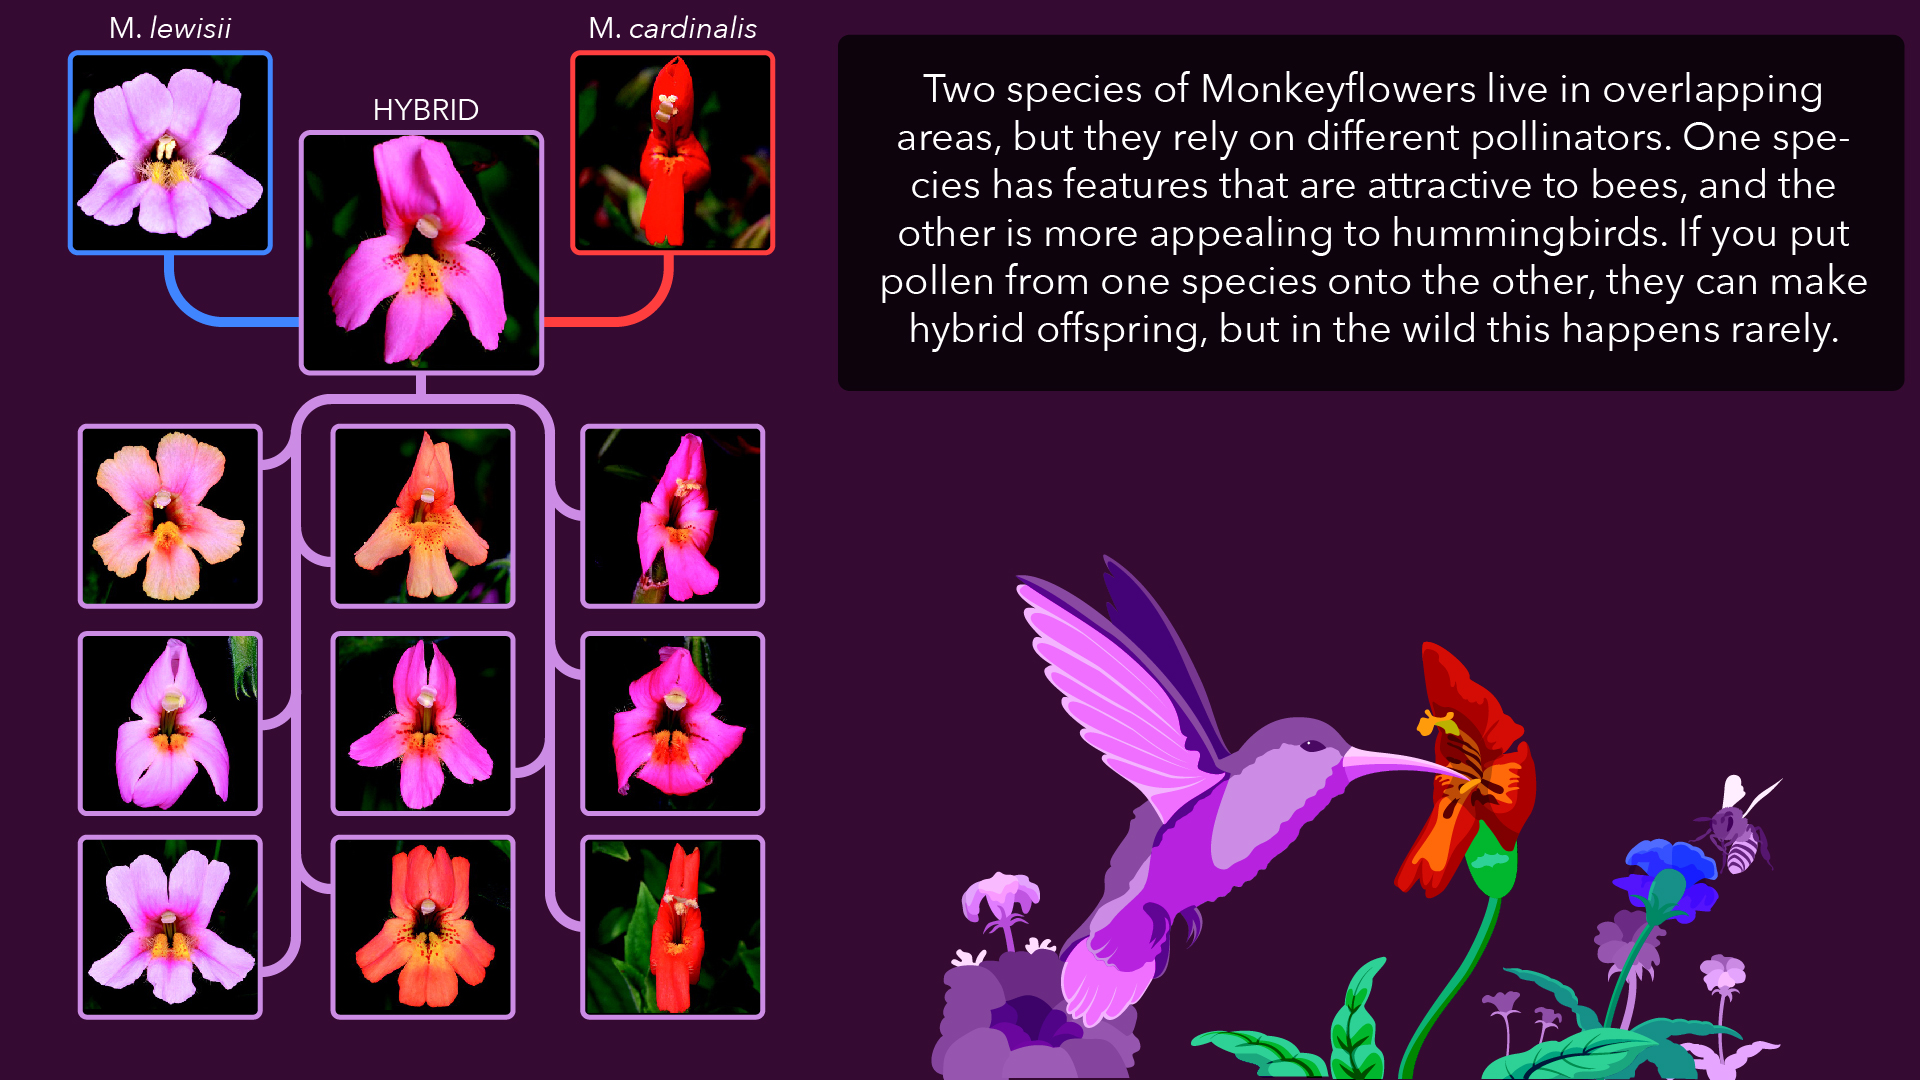 M. lewisii
M. cardinalis
HYBRID
Two species of Monkeyflowers live in overlapping
areas, but they rely on different pollinators. One spe-
cies has features that are attractive to bees, and the
other is more appealing to hummingbirds. If you put
pollen from one species onto the other, they can make
hybrid offspring, but in the wild this happens rarely.